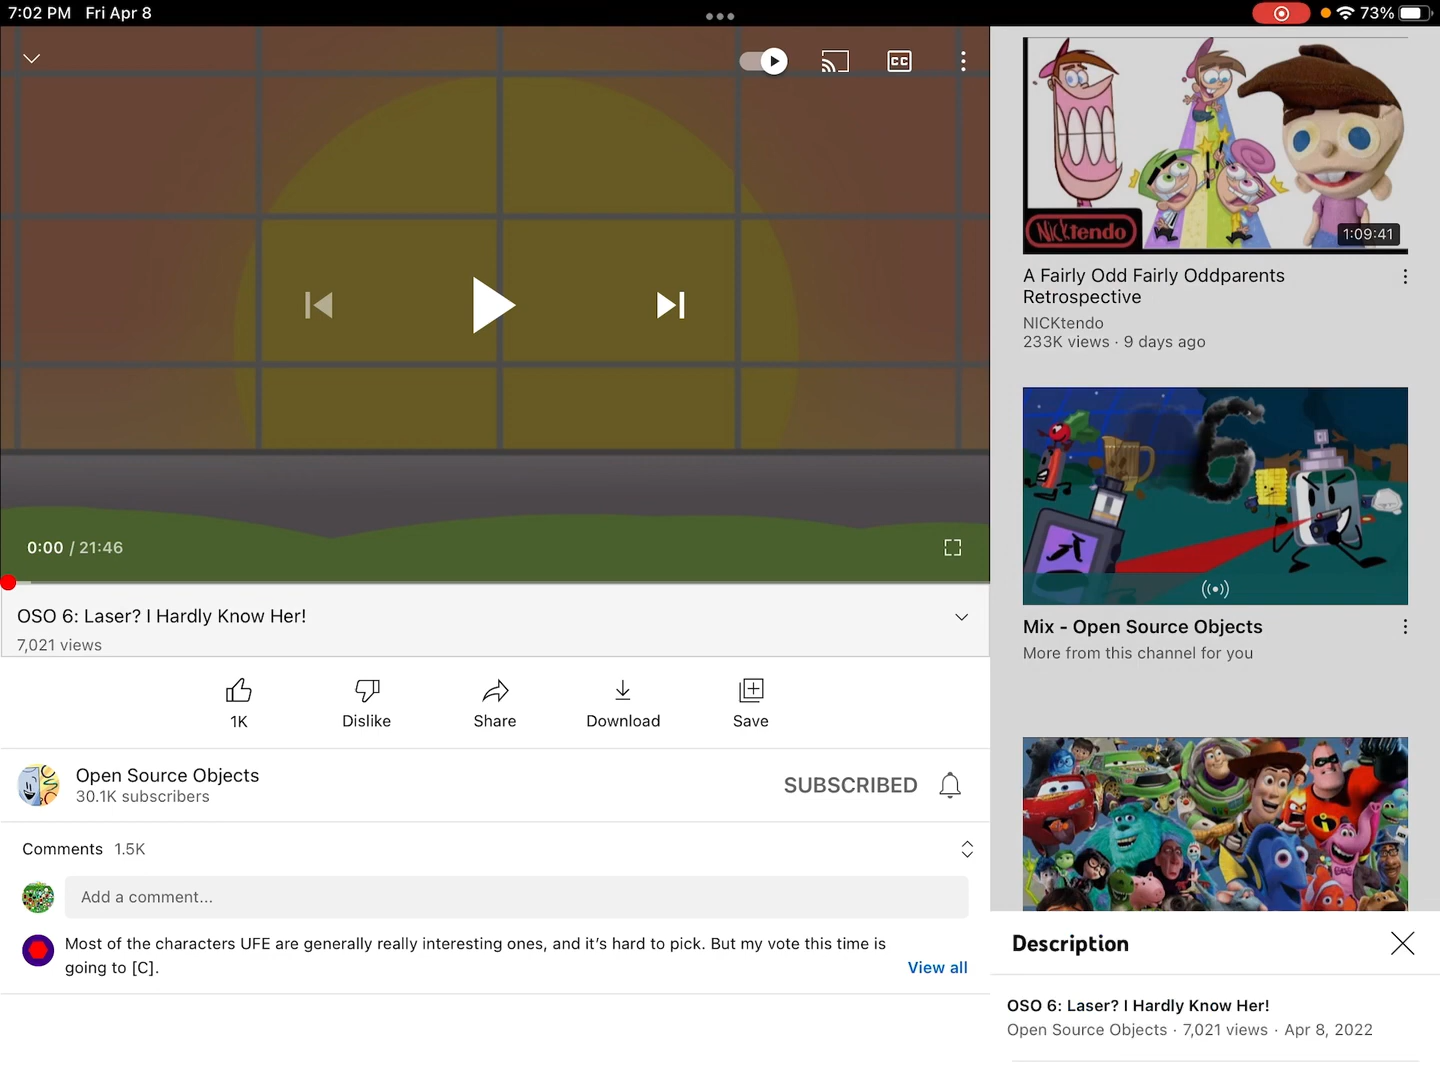 7:02 PM Fri Apr 8
73%
CC
0:00 / 21:46
OSO 6: Laser? I Hardly Know Her!
7,021 views
1K
Dislike
Share
Download
Save
Open Source Objects
30.1K subscribers
SUBSCRIBED
Comments 1.5K
Add a comment...
Most of the characters UFE are generally really interesting ones, and it's hard to pick. But my vote this time is
going to [C].
View all
Nicktendo
1:09:41
A Fairly Odd Fairly Oddparents
Retrospective
NICKtendo
233K views · 9 days ago
6
Mix - Open Source Objects
More from this channel for you
Description
OSO 6: Laser? I Hardly Know Her!
Open Source Objects · 7,021 views · Apr 8, 2022